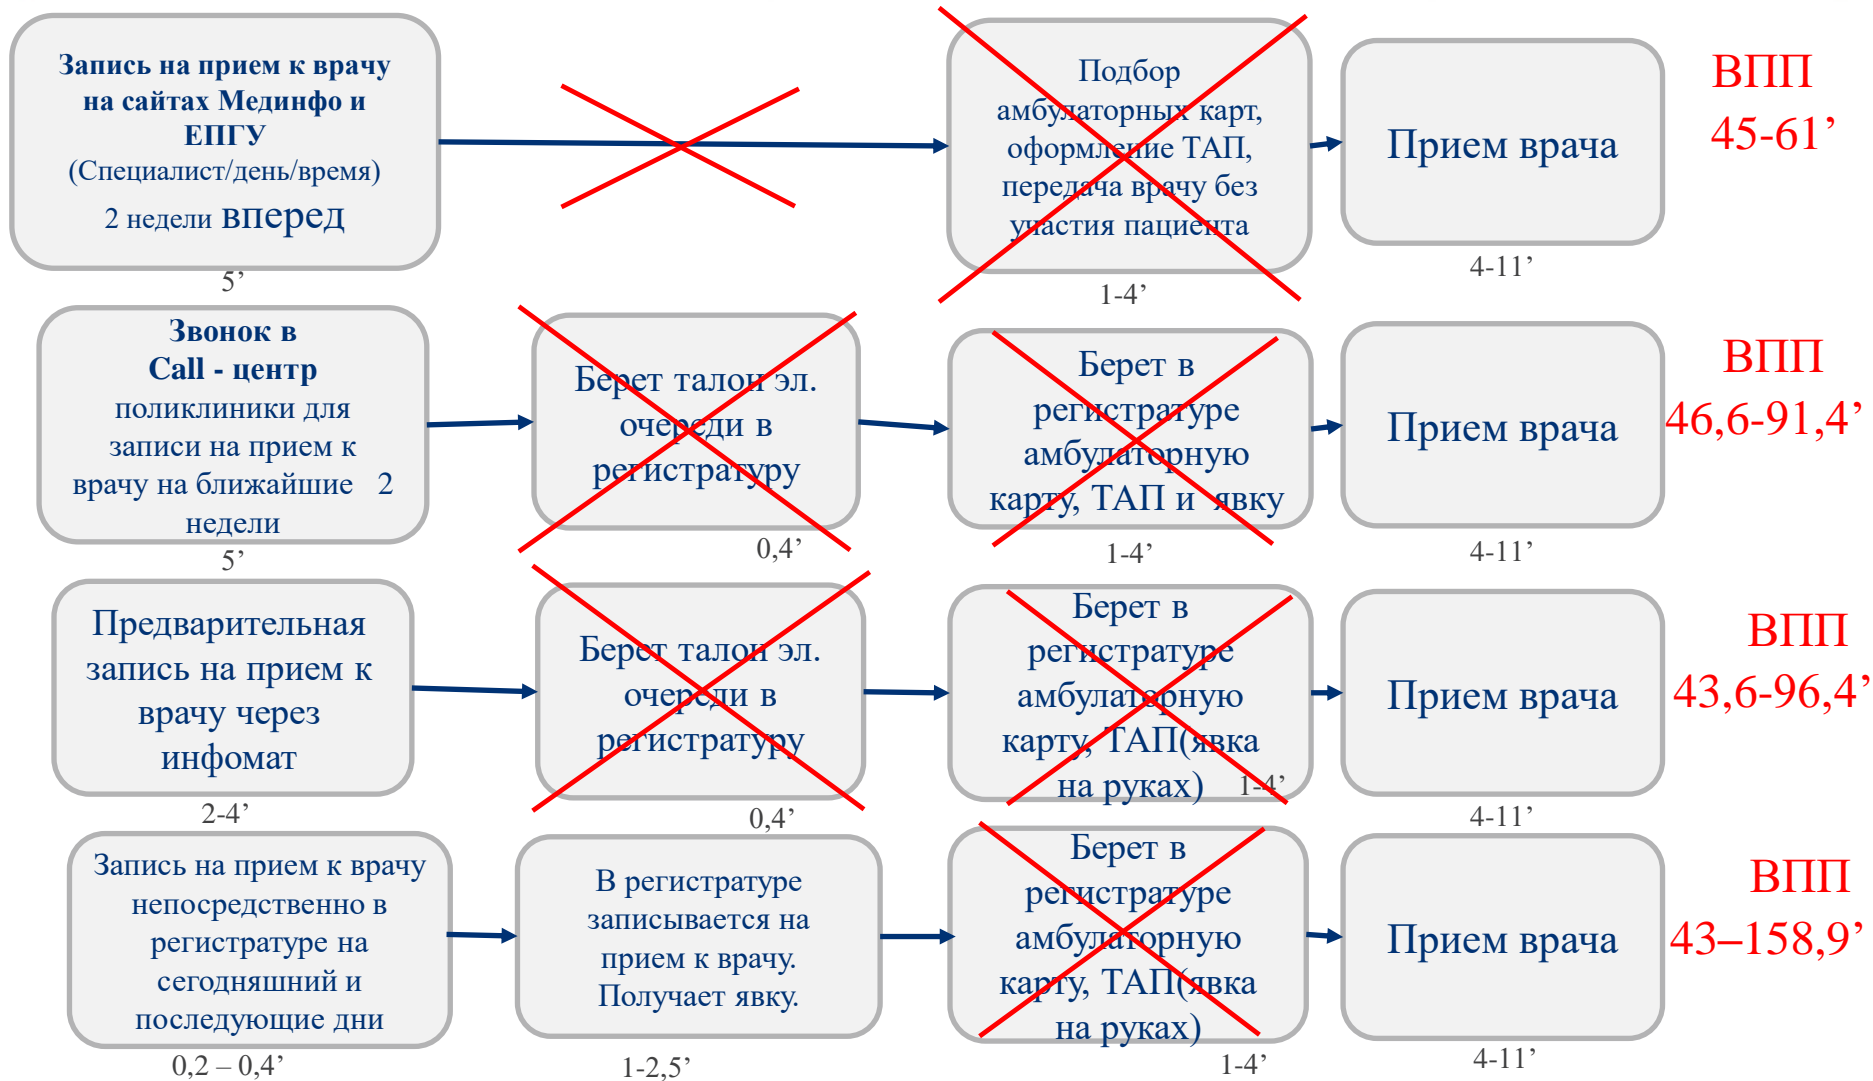 Запись на прием к врачу
на сайтах Мединфо и
ЕПГУ
(Специалист/день/время)
2 недели вперед
5’
Подбор
амбулаторных карт,
оформление ТАП,
передача врачу без
участия пациента
1-4’
Прием врача
4-11’
ВПП
45-61’
Звонок в
Call - центр
поликлиники для
записи на прием к
врачу на ближайшие 2
недели
5’
Берет талон эл.
очереди в
регистратуру
0,4’
Берет в
регистратуре
амбулаторную
карту, ТАП и явку
1-4’
Прием врача
4-11’
ВПП
46,6-91,4’
Предварительная
запись на прием к
врачу через
инфомат
2-4’
Берет талон эл.
очереди в
регистратуру
0,4’
Берет в
регистратуре
амбулаторную
карту, ТАП(явка
на руках)
1-4’
Прием врача
4-11’
ВПП
43,6-96,4’
Запись на прием к врачу
непосредственно в
регистратуре на
сегодняшний и
последующие дни
0,2 – 0,4’
В регистратуре
записывается на
прием к врачу.
Получает явку.
1-2,5’
Берет в
регистратуре
амбулаторную
карту, ТАП(явка
на руках)
1-4’
Прием врача
4-11’
ВПП
43–158,9’